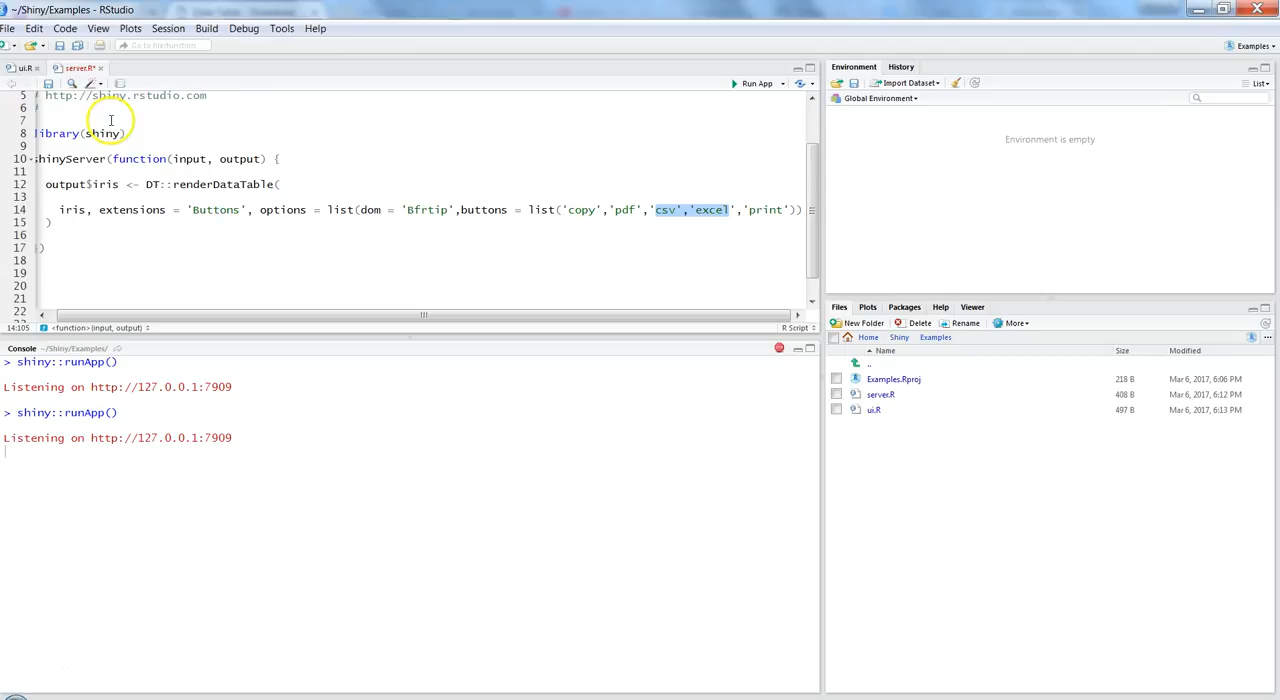 ~/Shiny/Examples - RStudio
File Edit Code View Plots Session Build Debug Tools Help
Go to file/function
Examples
ui.R × server.R* ×
Run App
5 # http://shiny.rstudio.com
6 #
7
8 library(shiny)
9
10 shinyServer(function(input, output) {
11
12 output$iris <- DT::renderDataTable(
13
14 iris, extensions = 'Buttons', options = list(dom = 'Bfrtip',buttons = list('copy','pdf','csv','excel','print'))
15 )
16
17 })
18
19
20
21
22
14:105 <function>(input, output) R Script
Console ~/Shiny/Examples/
> shiny::runApp()
Listening on http://127.0.0.1:7909
> shiny::runApp()
Listening on http://127.0.0.1:7909
Environment History
Import Dataset List
Global Environment
Environment is empty
Files Plots Packages Help Viewer
New Folder Delete Rename More
Home Shiny Examples
Name Size Modified
..
Examples.Rproj 218 B Mar 6, 2017, 6:06 PM
server.R 408 B Mar 6, 2017, 6:12 PM
ui.R 497 B Mar 6, 2017, 6:13 PM